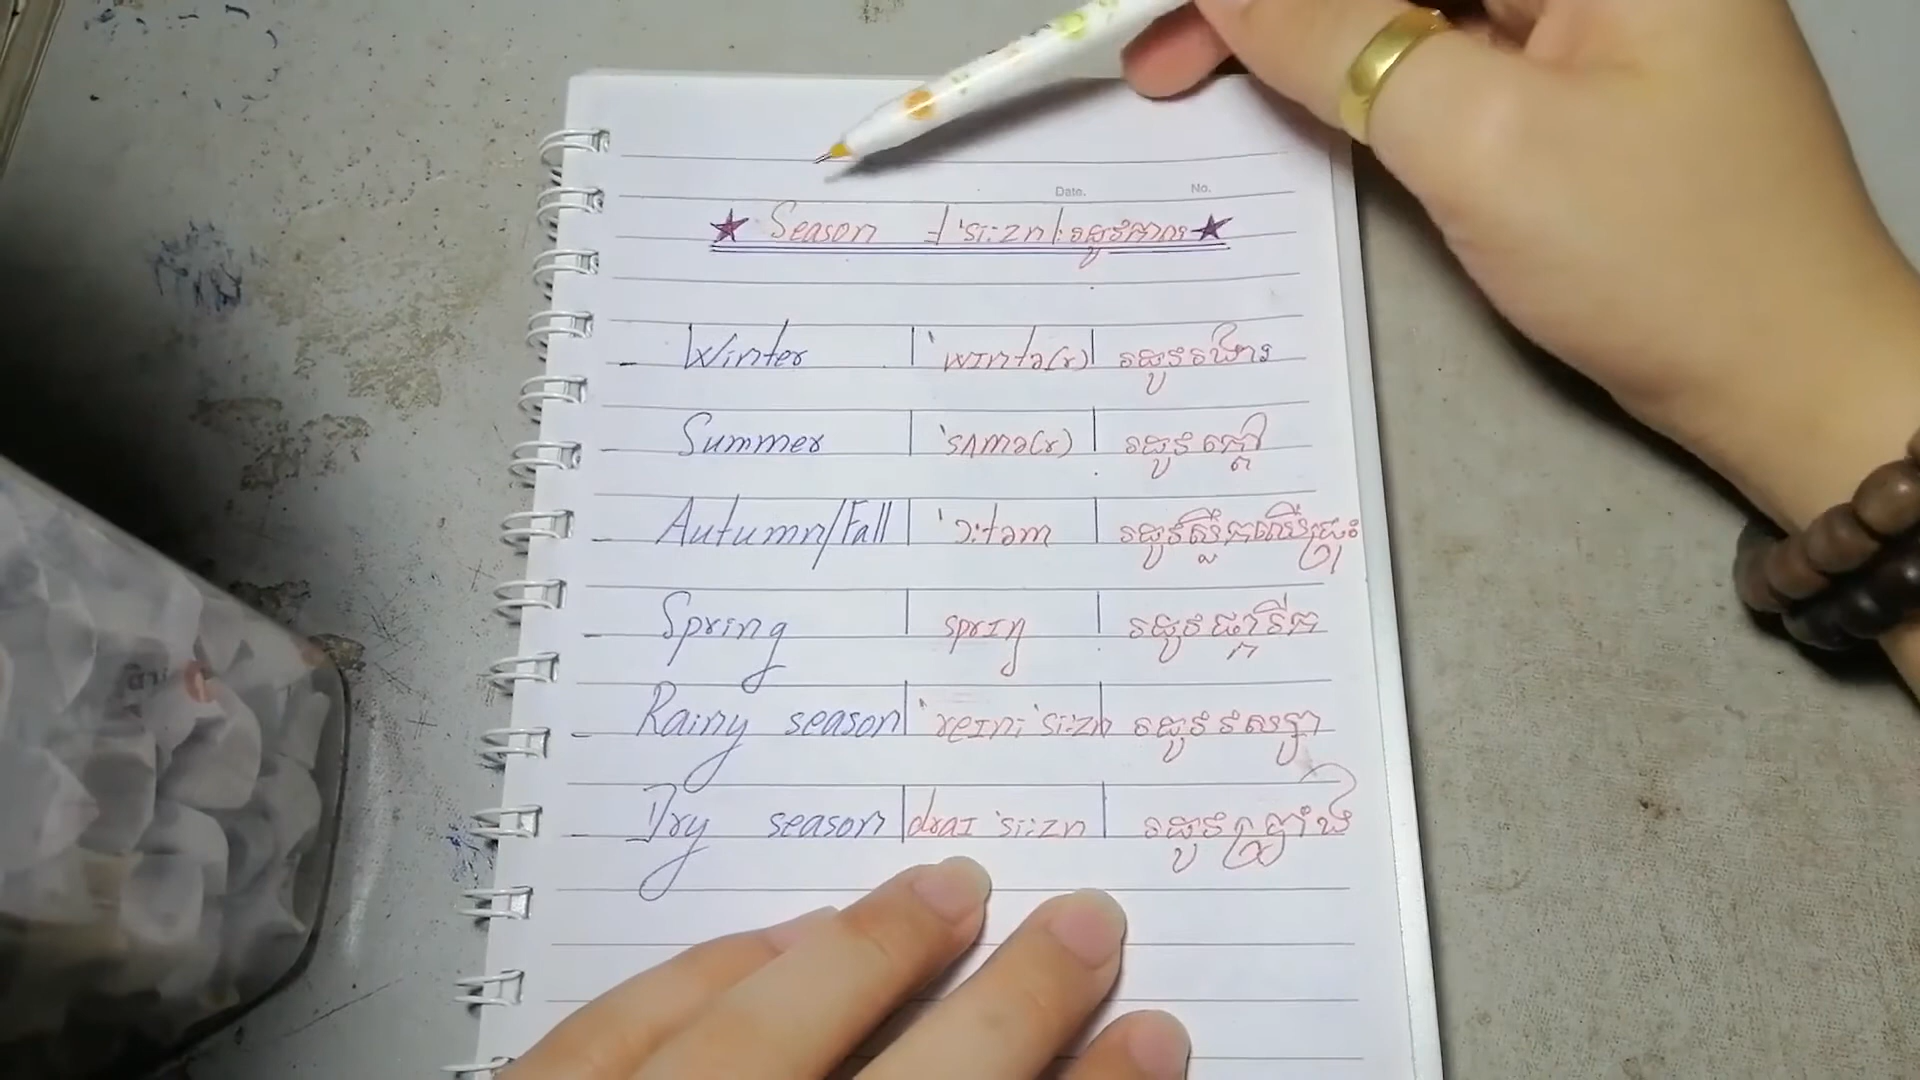 Date. No.
★ Season /ˈsiːzn/: រដូវកាល ★
- Winter | ˈwɪntə(r) | រដូវរងារ
- Summer | ˈsʌmə(r) | រដូវក្តៅ
- Autumn/Fall | ˈɔːtəm | រដូវស្លឹកឈើជ្រុះ
- Spring | sprɪŋ | រដូវផ្ការីក
- Rainy season | ˈreɪni ˈsiːzn | រដូវវស្សា
- Dry season | draɪ ˈsiːzn | រដូវប្រាំង